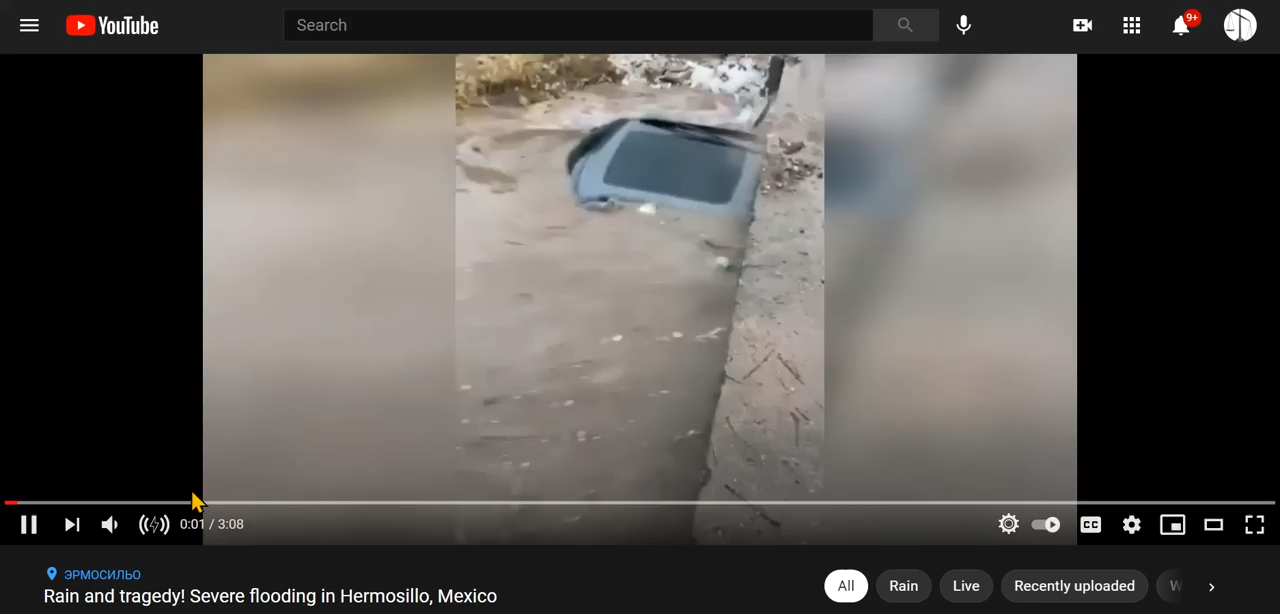 YouTube
Search
9+
0:01 / 3:08
CC
ЭРМОСИЛЬО
Rain and tragedy! Severe flooding in Hermosillo, Mexico
All
Rain
Live
Recently uploaded
W